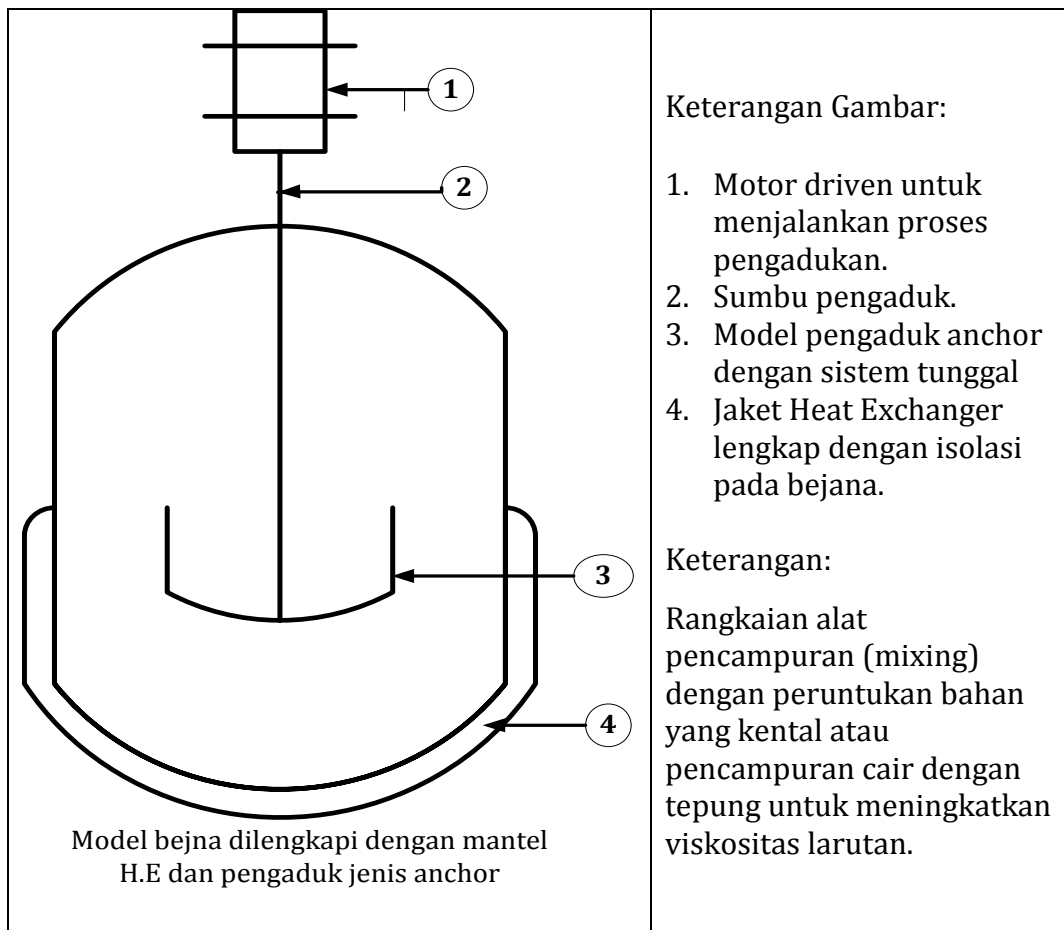 1
2
3
4
Model bejna dilengkapi dengan mantel
H.E dan pengaduk jenis anchor
Keterangan Gambar:
1. Motor driven untuk
menjalankan proses
pengadukan.
2. Sumbu pengaduk.
3. Model pengaduk anchor
dengan sistem tunggal
4. Jaket Heat Exchanger
lengkap dengan isolasi
pada bejana.
Keterangan:
Rangkaian alat
pencampuran (mixing)
dengan peruntukan bahan
yang kental atau
pencampuran cair dengan
tepung untuk meningkatkan
viskositas larutan.